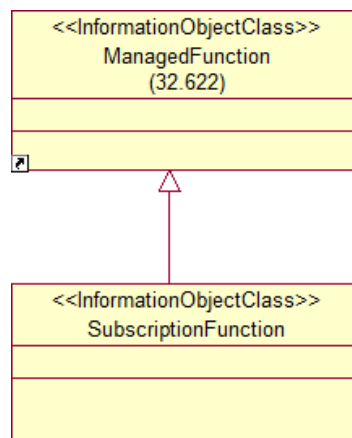 <<InformationObjectClass>>
ManagedFunction
(32.622)
<<InformationObjectClass>>
SubscriptionFunction